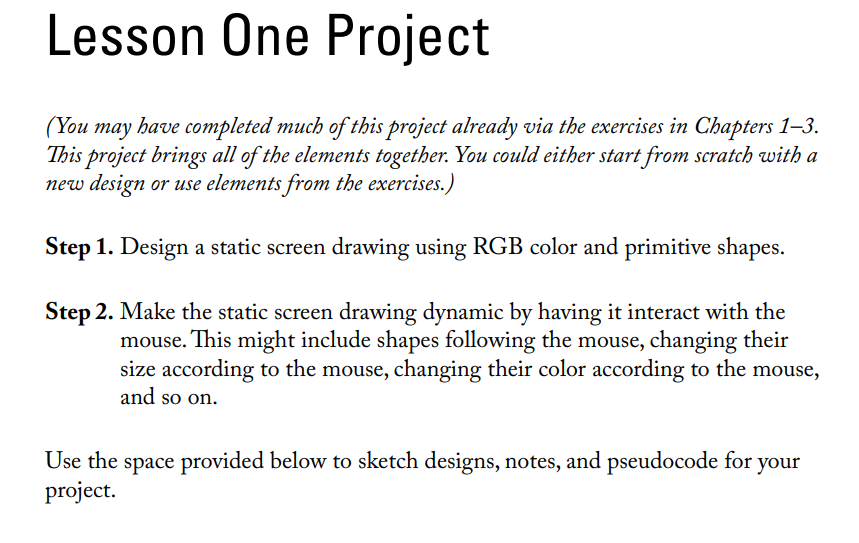 Lesson One Project
(You may have completed much of this project already via the exercises in Chapters 1–3.
This project brings all of the elements together. You could either start from scratch with a
new design or use elements from the exercises.)
Step 1. Design a static screen drawing using RGB color and primitive shapes.
Step 2. Make the static screen drawing dynamic by having it interact with the
mouse. This might include shapes following the mouse, changing their
size according to the mouse, changing their color according to the mouse,
and so on.
Use the space provided below to sketch designs, notes, and pseudocode for your
project.